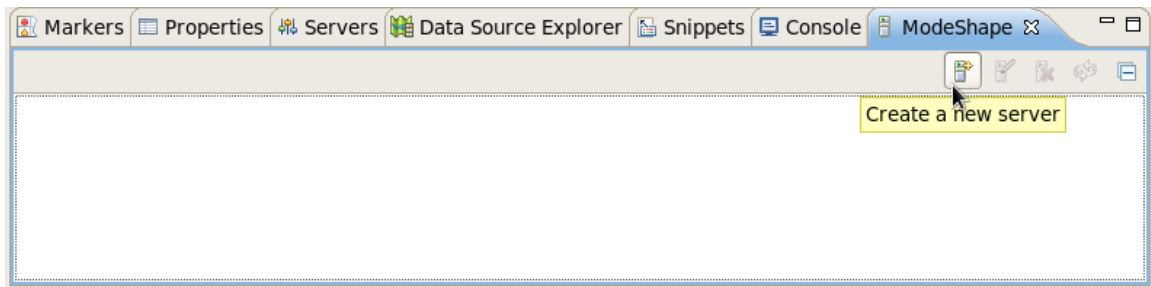 Markers Properties Servers Data Source Explorer Snippets Console ModeShape
Create a new server